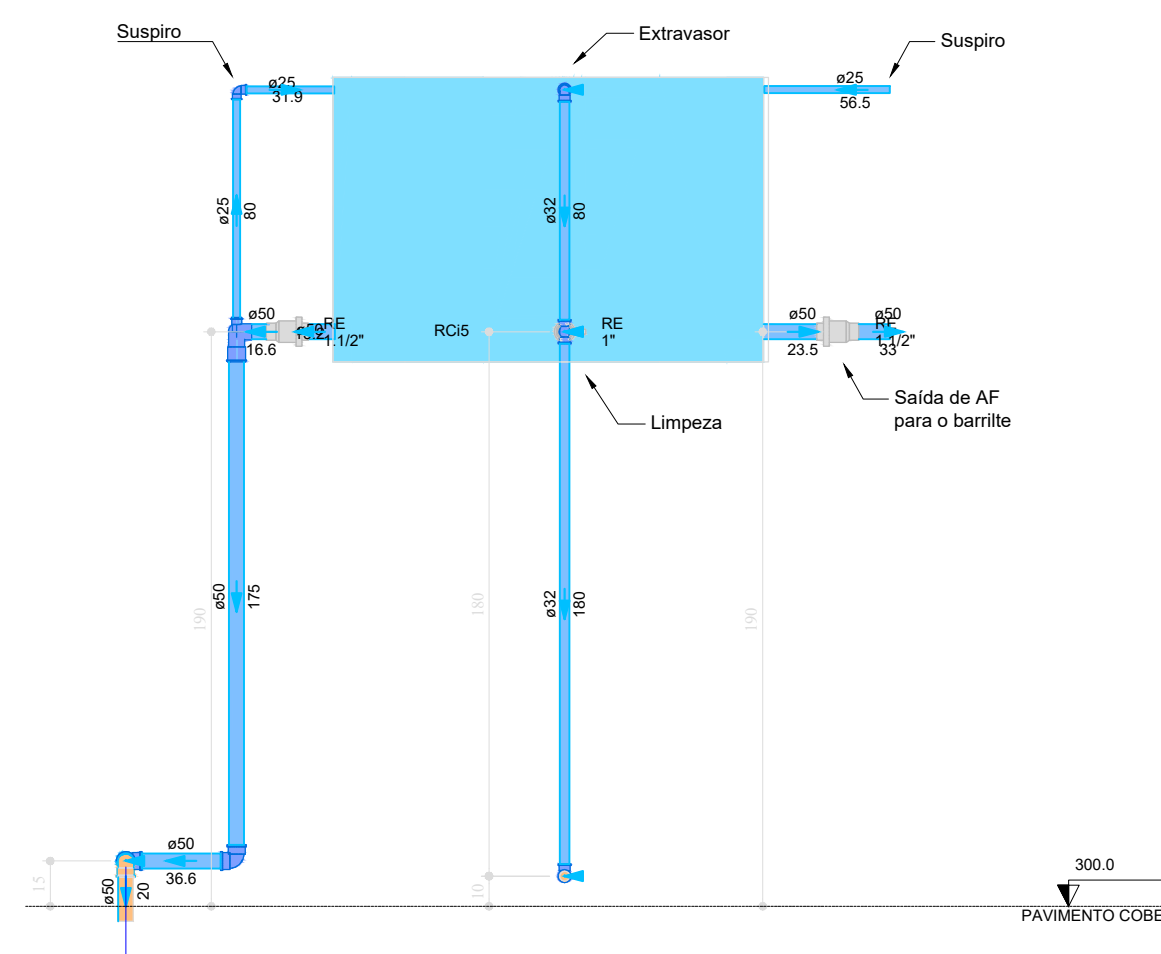 Suspiro
Extravasor
Suspiro
ø25
31.9
ø25
56.5
ø25
80
ø32
80
ø50
16.6
RE
1.1/2"
RCi5
RE
1"
ø50
23.5
ø50
RE
1.1/2"
33
Saída de AF
para o barrilte
Limpeza
ø50
175
190
180
ø32
180
190
ø50
36.6
15
ø50
20
10
300.0
PAVIMENTO COBE